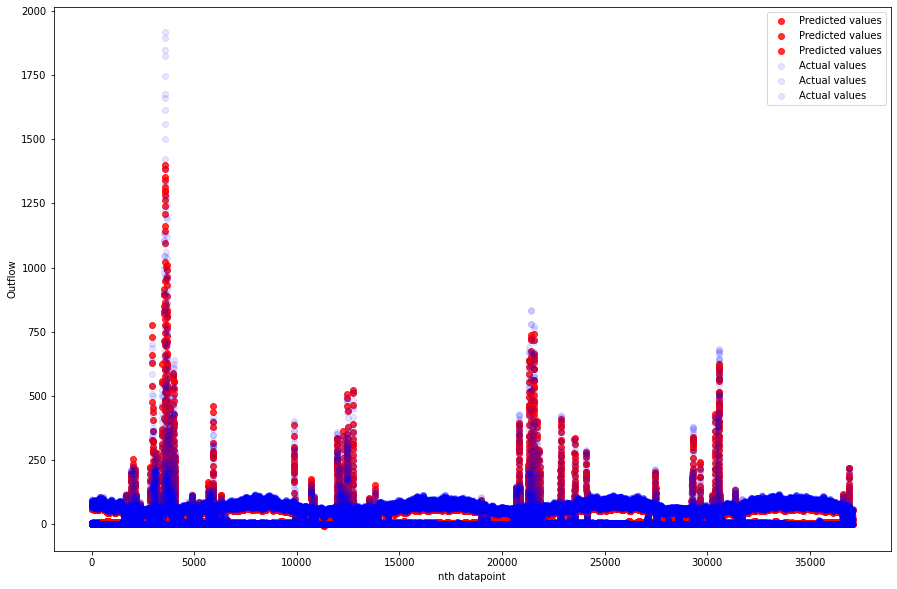 2000
1750
1500
1250
1000
750
500
250
0
Outflow
Predicted values
Predicted values
Predicted values
Actual values
Actual values
Actual values
0 5000 10000 15000 20000 25000 30000 35000
nth datapoint